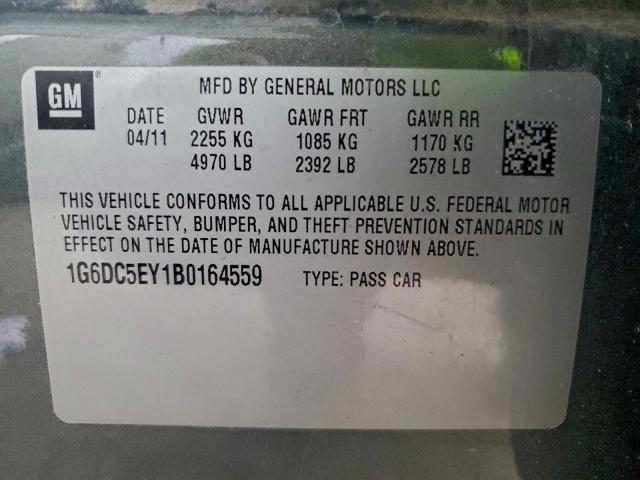 GM®
MFD BY GENERAL MOTORS LLC
DATE GVWR GAWR FRT GAWR RR
04/11 2255 KG 1085 KG 1170 KG
4970 LB 2392 LB 2578 LB
THIS VEHICLE CONFORMS TO ALL APPLICABLE U.S. FEDERAL MOTOR
VEHICLE SAFETY, BUMPER, AND THEFT PREVENTION STANDARDS IN
EFFECT ON THE DATE OF MANUFACTURE SHOWN ABOVE.
1G6DC5EY1B0164559 TYPE: PASS CAR